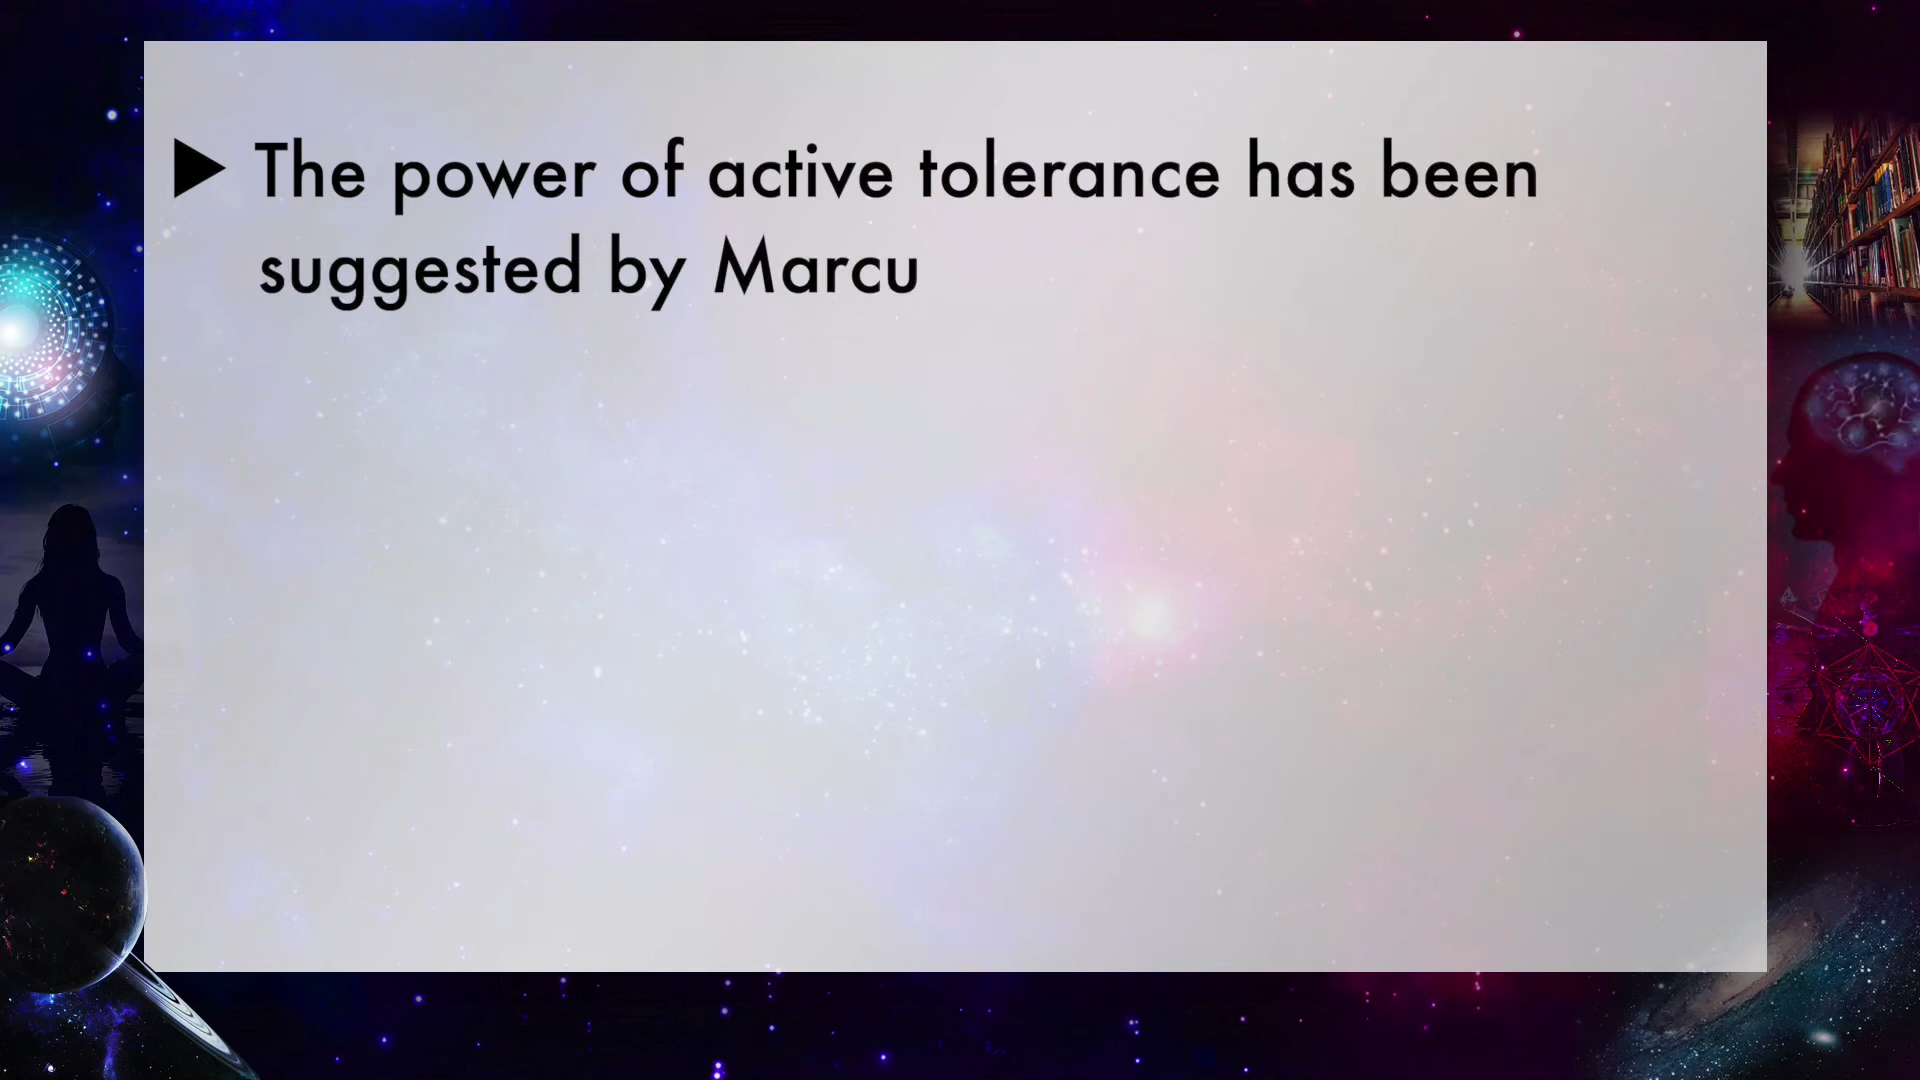 ▶ The power of active tolerance has been
suggested by Marcu